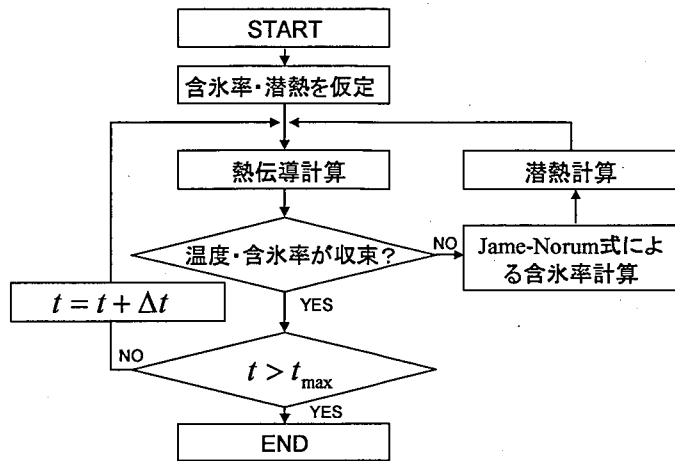 START
含氷率・潜熱を仮定
熱伝導計算
潜熱計算
温度・含氷率が収束?
NO
Jame-Norum式によ
る含氷率計算
t = t + Δt
YES
NO
t > t_max
YES
END